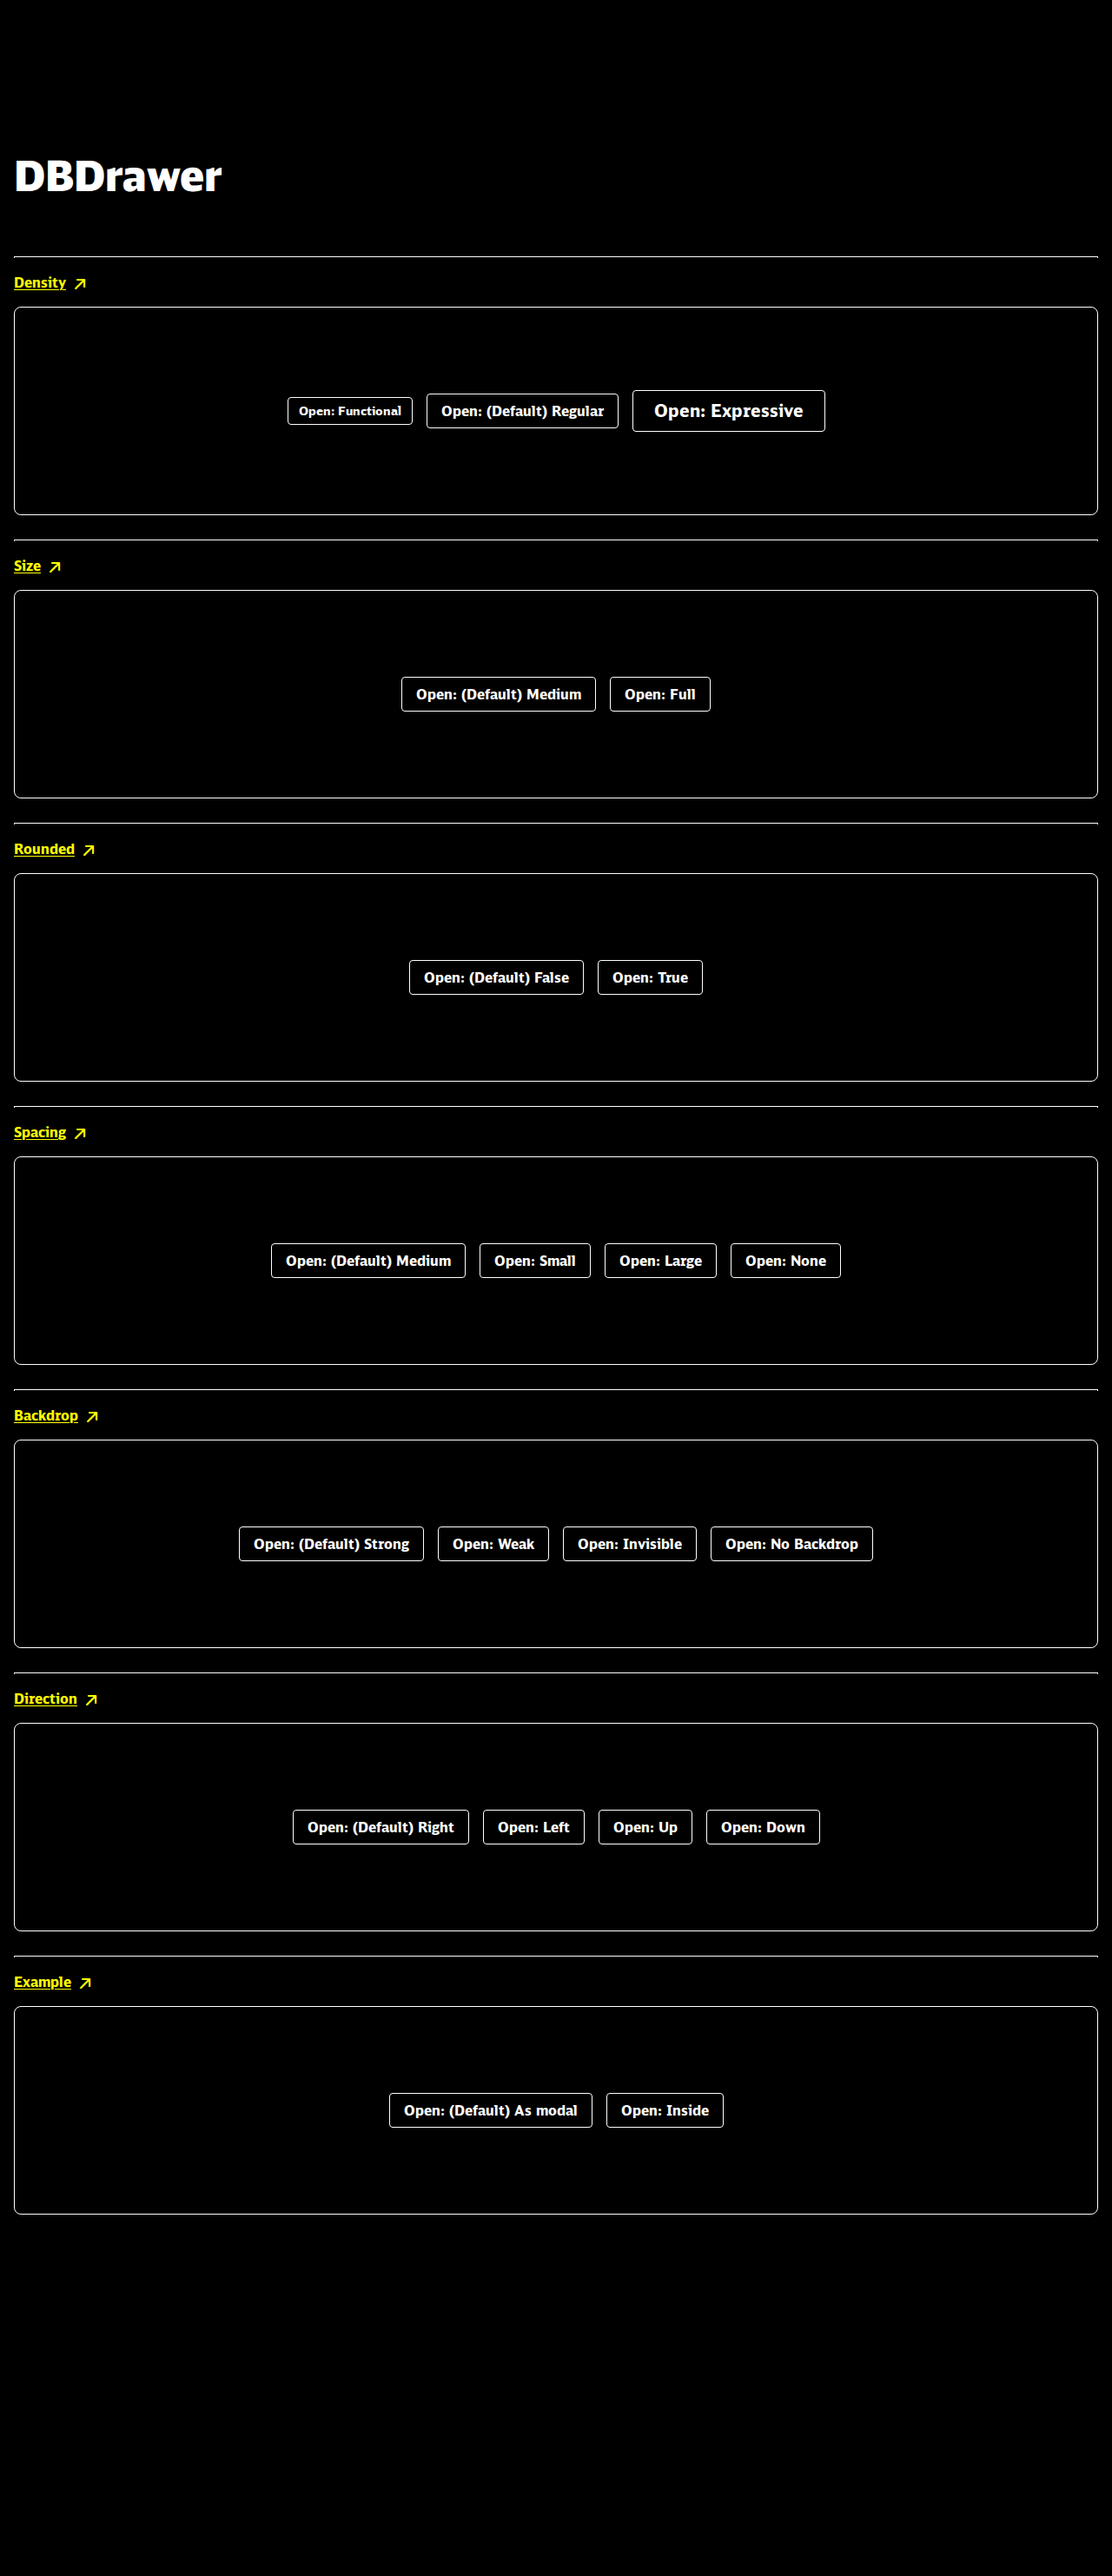 DBDrawer
Density
Open: Functional Open: (Default) Regular Open: Expressive
Size
Open: (Default) Medium Open: Full
Rounded
Open: (Default) False Open: True
Spacing
Open: (Default) Medium Open: Small Open: Large Open: None
Backdrop
Open: (Default) Strong Open: Weak Open: Invisible Open: No Backdrop
Direction
Open: (Default) Right Open: Left Open: Up Open: Down
Example
Open: (Default) As modal Open: Inside